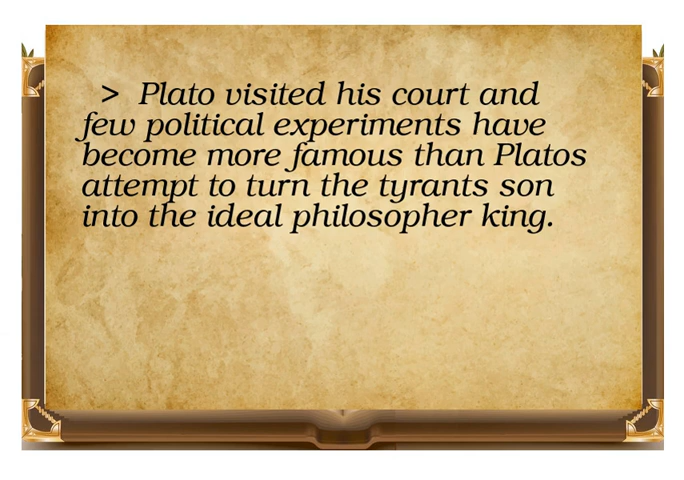 > Plato visited his court and
few political experiments have
become more famous than Platos
attempt to turn the tyrants son
into the ideal philosopher king.